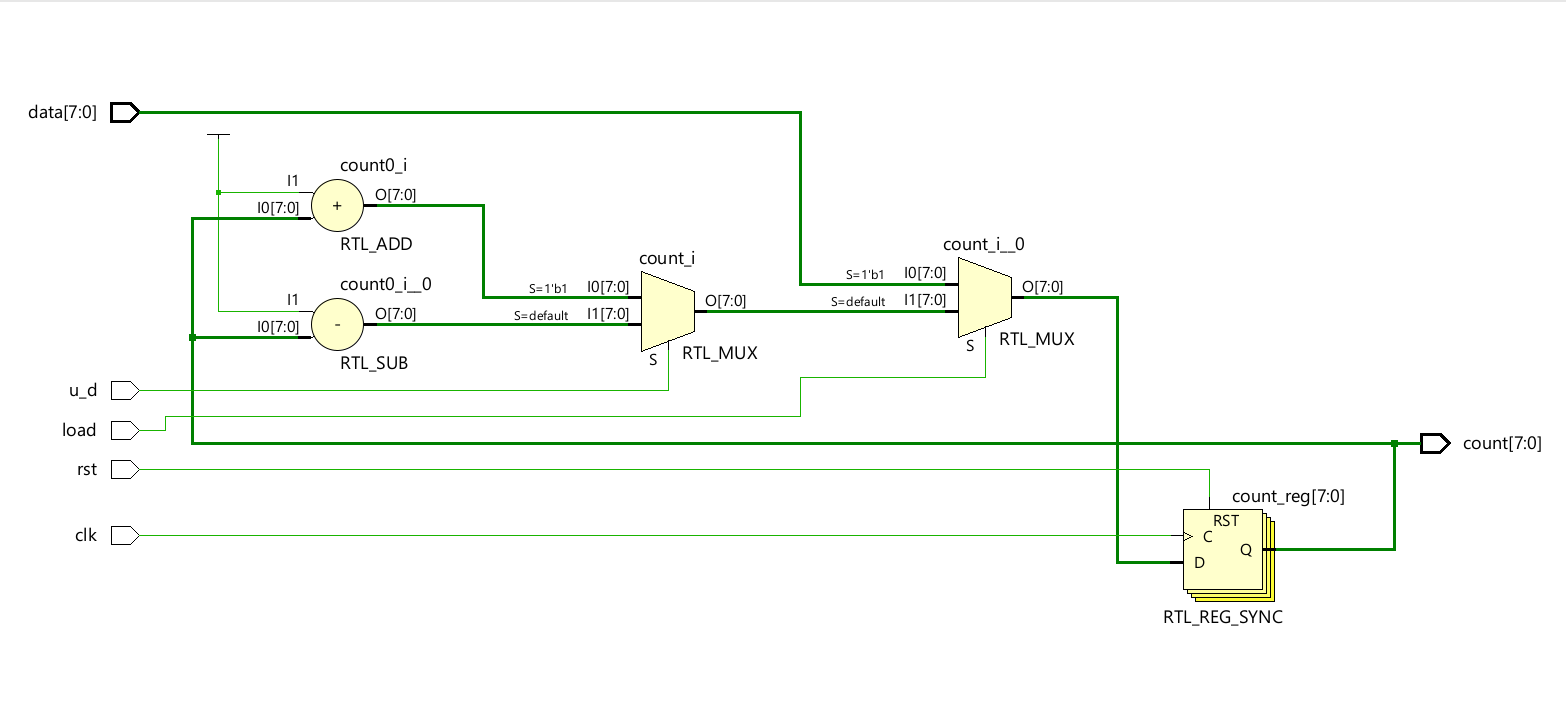 data[7:0]
count0_i
I1
I0[7:0]
+
O[7:0]
RTL_ADD
count0_i__0
I1
I0[7:0]
-
O[7:0]
RTL_SUB
count_i
S=1'b1
I0[7:0]
S=default
I1[7:0]
O[7:0]
S
RTL_MUX
count_i__0
S=1'b1
I0[7:0]
S=default
I1[7:0]
O[7:0]
S
RTL_MUX
u_d
load
rst
clk
count[7:0]
count_reg[7:0]
RST
C
Q
D
RTL_REG_SYNC